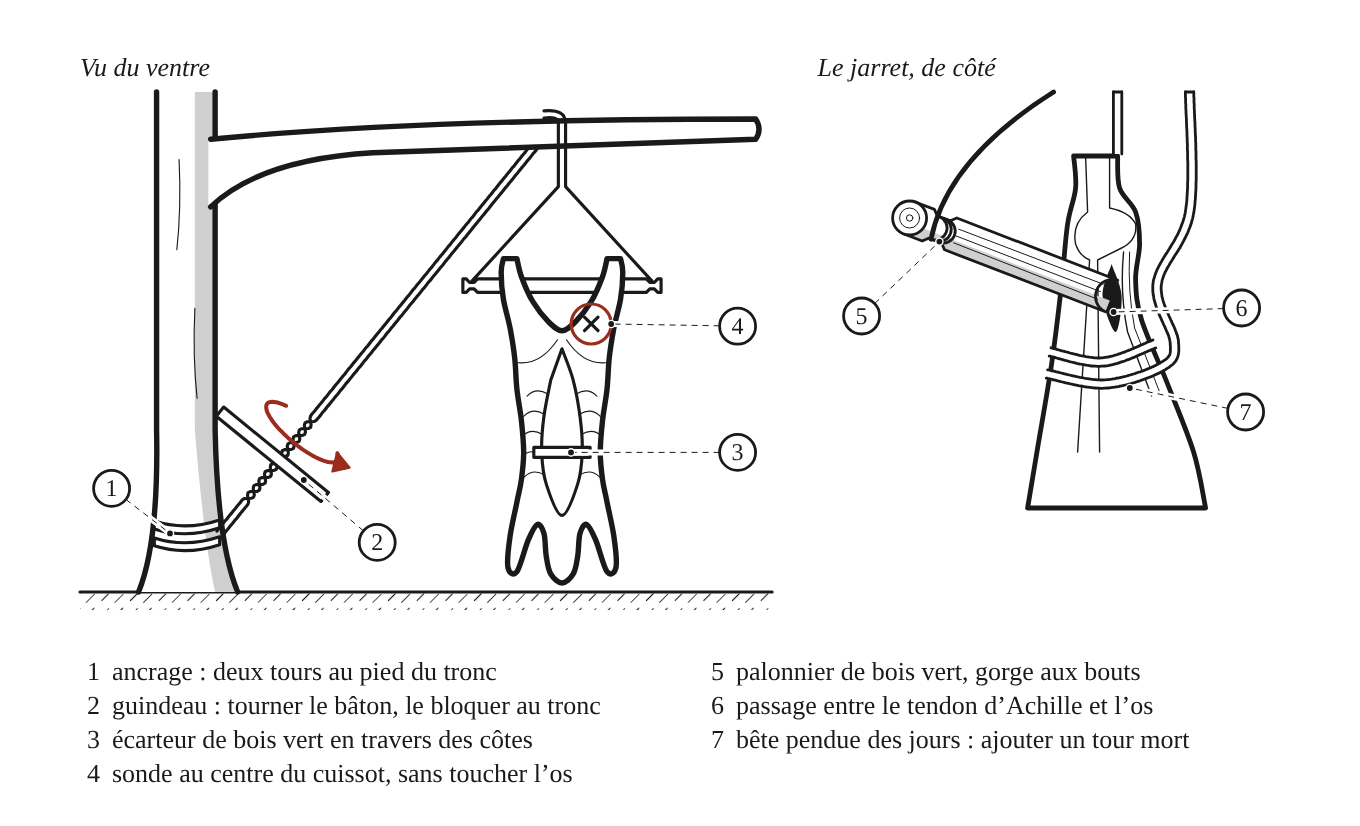 Vu du ventre
Le jarret, de côté
1
2
3
4
5
6
7
1 ancrage : deux tours au pied du tronc
2 guindeau : tourner le bâton, le bloquer au tronc
3 écarteur de bois vert en travers des côtes
4 sonde au centre du cuissot, sans toucher l’os
5 palonnier de bois vert, gorge aux bouts
6 passage entre le tendon d’Achille et l’os
7 bête pendue des jours : ajouter un tour mort